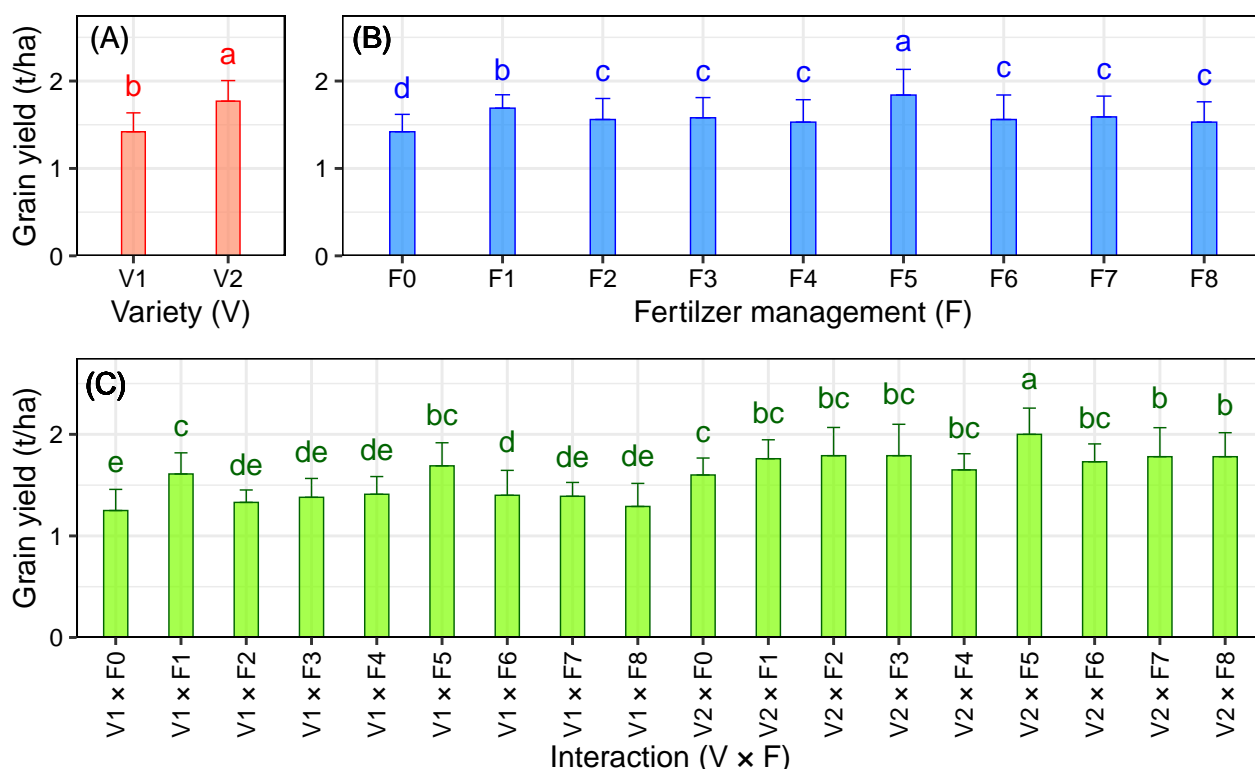 (A)
Grain yield (t/ha)
2
1
0
b
a
V1 V2
Variety (V)
(B)
2
1
0
d b c c c a c c c
F0 F1 F2 F3 F4 F5 F6 F7 F8
Fertilzer management (F)
(C)
Grain yield (t/ha)
2
1
0
e c de de de bc d de de c bc bc bc bc a bc b b
V1 × F0
V1 × F1
V1 × F2
V1 × F3
V1 × F4
V1 × F5
V1 × F6
V1 × F7
V1 × F8
V2 × F0
V2 × F1
V2 × F2
V2 × F3
V2 × F4
V2 × F5
V2 × F6
V2 × F7
V2 × F8
Interaction (V × F)